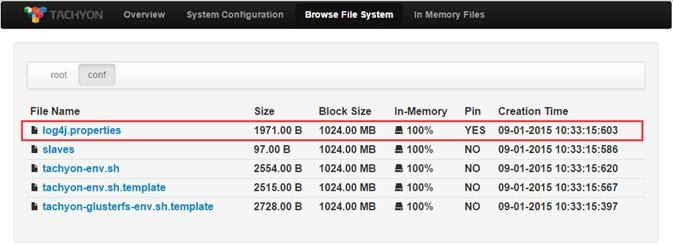 TACHYON Overview System Configuration Browse File System In Memory Files
root conf
File Name Size Block Size In-Memory Pin Creation Time
log4j.properties 1971.00 B 1024.00 MB 100% YES 09-01-2015 10:33:15:603
slaves 97.00 B 1024.00 MB 100% NO 09-01-2015 10:33:15:586
tachyon-env.sh 2554.00 B 1024.00 MB 100% NO 09-01-2015 10:33:15:620
tachyon-env.sh.template 2515.00 B 1024.00 MB 100% NO 09-01-2015 10:33:15:567
tachyon-glusterfs-env.sh.template 2728.00 B 1024.00 MB 100% NO 09-01-2015 10:33:15:397